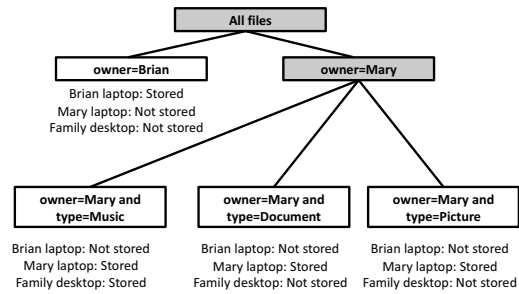 All files
owner=Brian
owner=Mary
Brian laptop: Stored
Mary laptop: Not stored
Family desktop: Not stored
owner=Mary and
type=Music
owner=Mary and
type=Document
owner=Mary and
type=Picture
Brian laptop: Not stored
Mary laptop: Stored
Family desktop: Stored
Brian laptop: Not stored
Mary laptop: Stored
Family desktop: Not stored
Brian laptop: Not stored
Mary laptop: Stored
Family desktop: Not stored